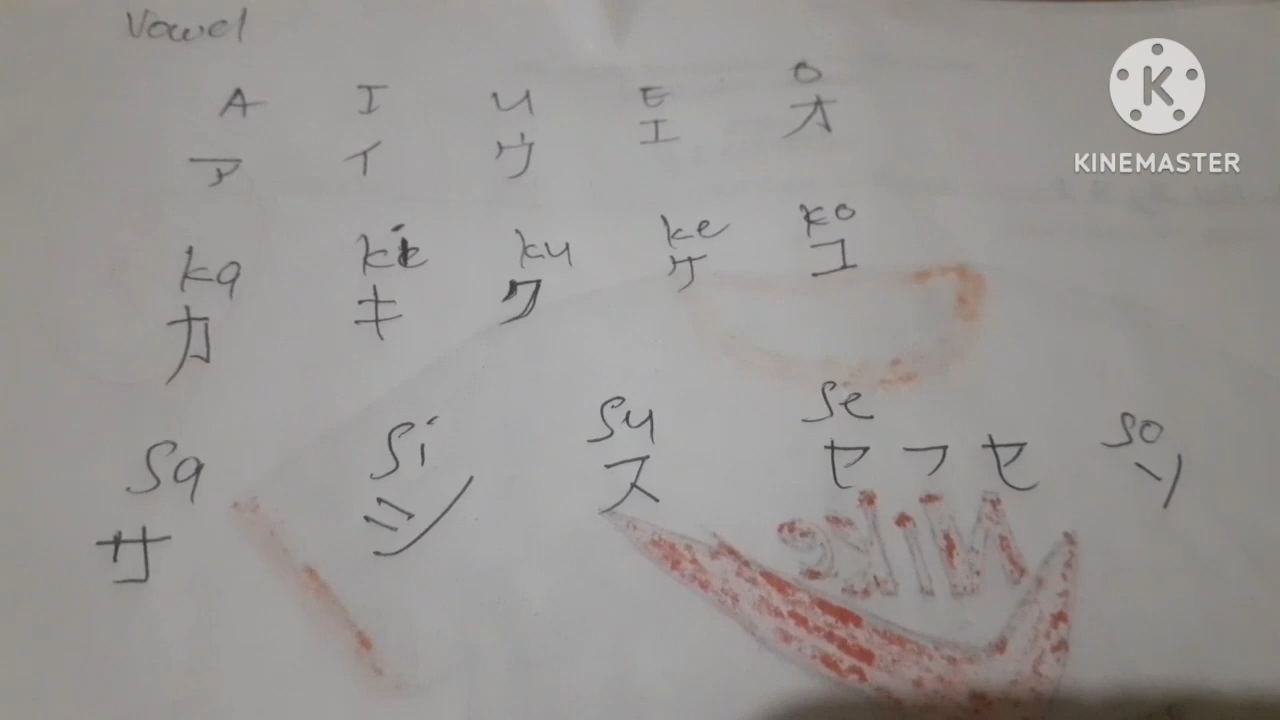 Vowel
A I U E O
ア イ ウ エ オ
ka ki ku ke ko
カ キ ク ケ コ
Sa Si Su Se So
サ シ ス セ フ セ ソ
Nike
KINEMASTER